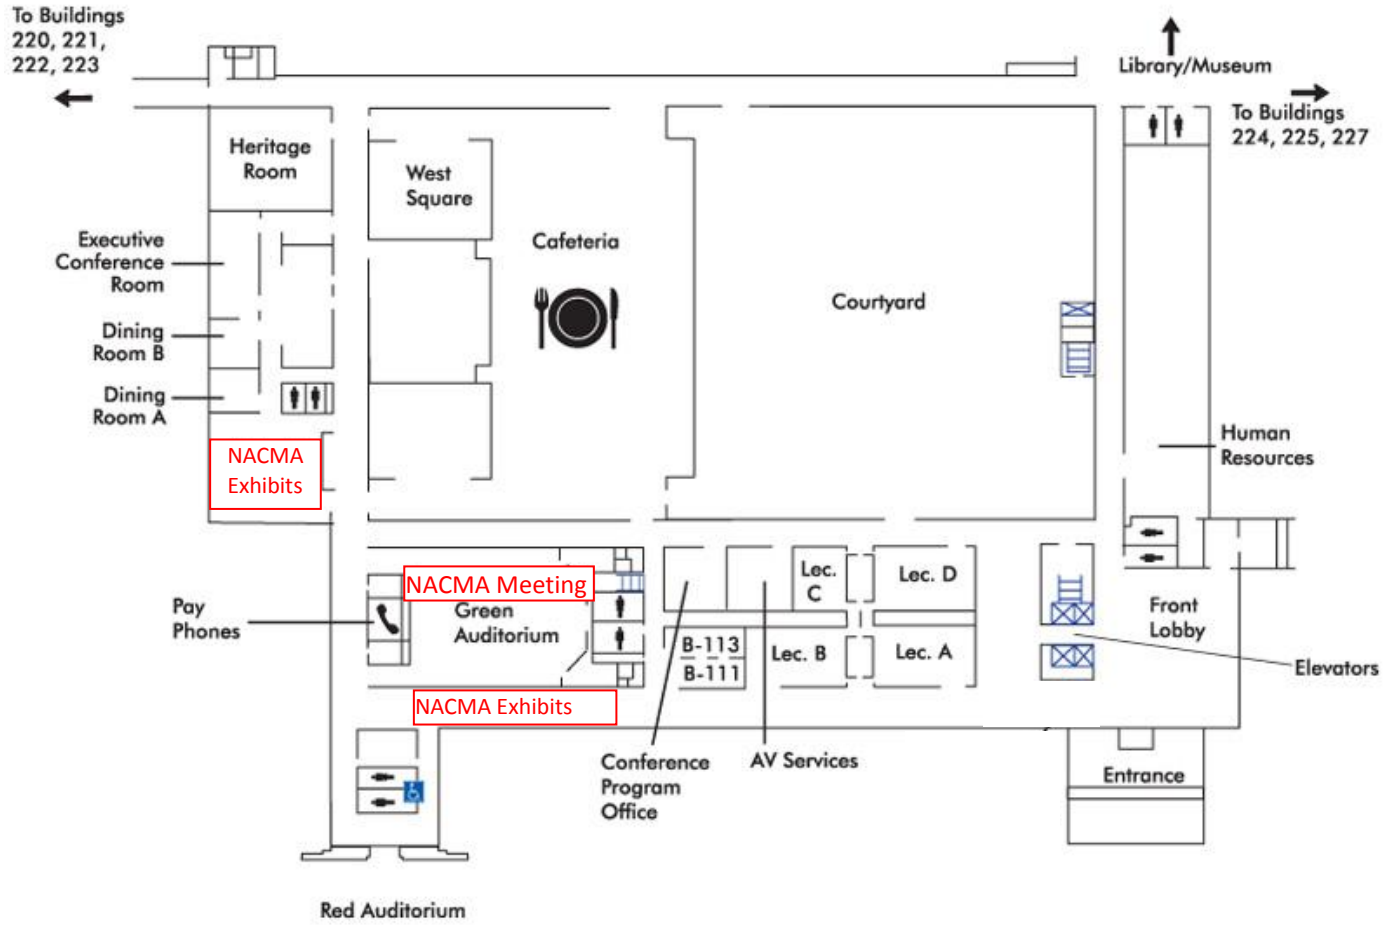 To Buildings
220, 221,
222, 223
Library/Museum
To Buildings
224, 225, 227
Heritage
Room
West
Square
Executive
Conference
Room
Cafeteria
Courtyard
Dining
Room B
Dining
Room A
NACMA
Exhibits
Human
Resources
NACMA Meeting
Green
Auditorium
Pay
Phones
Lec.
C
Lec. D
Front
Lobby
B-113
B-111
Lec. B
Lec. A
Elevators
NACMA Exhibits
Conference
Program
Office
AV Services
Entrance
Red Auditorium